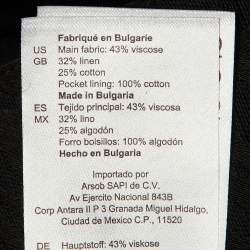 Fabriqué en Bulgarie
US Main fabric: 43% viscose
GB 32% linen
25% cotton
Pocket lining: 100% cotton
Made in Bulgaria
ES Tejido principal: 43% viscosa
MX 32% lino
25% algodón
Forro bolsillos: 100% algodón
Hecho en Bulgaria
Importado por
Arsob SAPI de C.V.
Av Ejercito Nacional 843B
Corp Antara II P 3 Granada Miguel Hidalgo,
Ciudad de Mexico C.P., 11520
DE Hauptstoff: 43% viskose